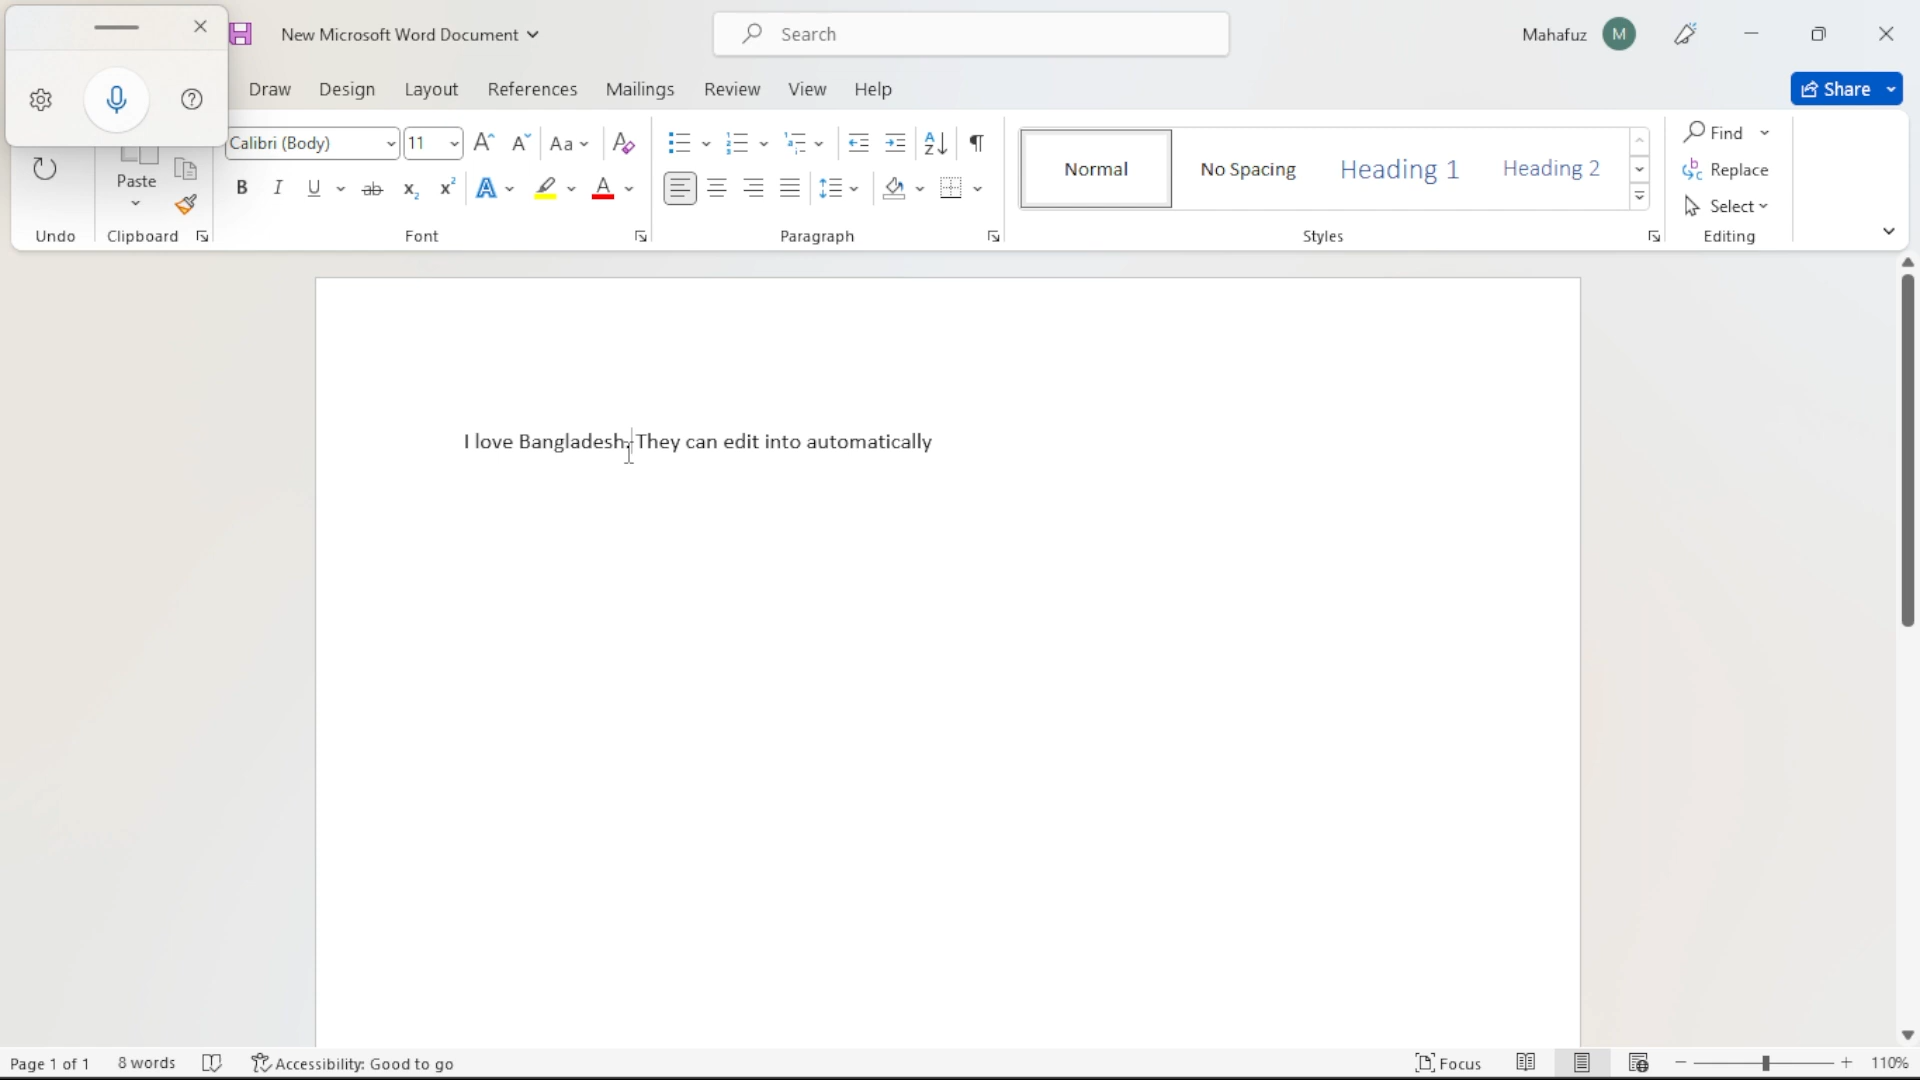 New Microsoft Word Document
Search
Mahafuz
M
Draw
Design
Layout
References
Mailings
Review
View
Help
Share
Calibri (Body)
11
Aa
Paste
Normal
No Spacing
Heading 1
Heading 2
Find
Replace
Select
Undo
Clipboard
Font
Paragraph
Styles
Editing
I love Bangladesh. They can edit into automatically
Page 1 of 1
8 words
Accessibility: Good to go
Focus
110%